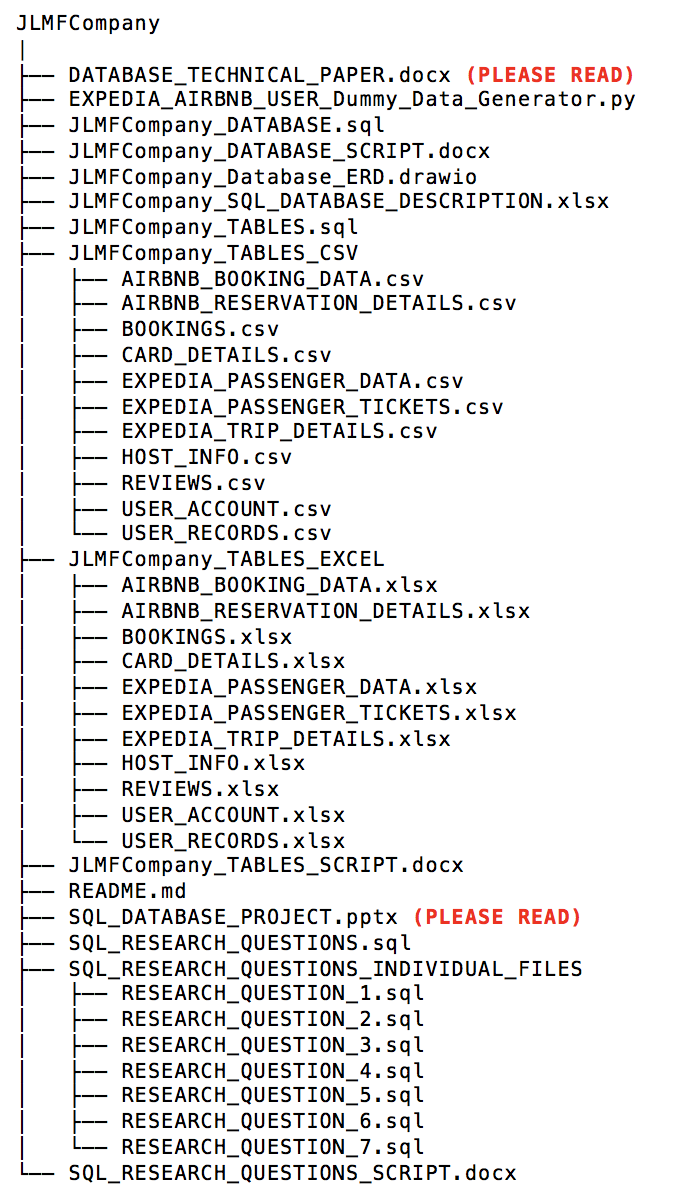 JLMFCompany
|
├── DATABASE_TECHNICAL_PAPER.docx (PLEASE READ)
├── EXPEDIA_AIRBNB_USER_Dummy_Data_Generator.py
├── JLMFCompany_DATABASE.sql
├── JLMFCompany_DATABASE_SCRIPT.docx
├── JLMFCompany_Database_ERD.drawio
├── JLMFCompany_SQL_DATABASE_DESCRIPTION.xlsx
├── JLMFCompany_TABLES.sql
├── JLMFCompany_TABLES_CSV
│   ├── AIRBNB_BOOKING_DATA.csv
│   ├── AIRBNB_RESERVATION_DETAILS.csv
│   ├── BOOKINGS.csv
│   ├── CARD_DETAILS.csv
│   ├── EXPEDIA_PASSENGER_DATA.csv
│   ├── EXPEDIA_PASSENGER_TICKETS.csv
│   ├── EXPEDIA_TRIP_DETAILS.csv
│   ├── HOST_INFO.csv
│   ├── REVIEWS.csv
│   ├── USER_ACCOUNT.csv
│   └── USER_RECORDS.csv
├── JLMFCompany_TABLES_EXCEL
│   ├── AIRBNB_BOOKING_DATA.xlsx
│   ├── AIRBNB_RESERVATION_DETAILS.xlsx
│   ├── BOOKINGS.xlsx
│   ├── CARD_DETAILS.xlsx
│   ├── EXPEDIA_PASSENGER_DATA.xlsx
│   ├── EXPEDIA_PASSENGER_TICKETS.xlsx
│   ├── EXPEDIA_TRIP_DETAILS.xlsx
│   ├── HOST_INFO.xlsx
│   ├── REVIEWS.xlsx
│   ├── USER_ACCOUNT.xlsx
│   └── USER_RECORDS.xlsx
├── JLMFCompany_TABLES_SCRIPT.docx
├── README.md
├── SQL_DATABASE_PROJECT.pptx (PLEASE READ)
├── SQL_RESEARCH_QUESTIONS.sql
├── SQL_RESEARCH_QUESTIONS_INDIVIDUAL_FILES
│   ├── RESEARCH_QUESTION_1.sql
│   ├── RESEARCH_QUESTION_2.sql
│   ├── RESEARCH_QUESTION_3.sql
│   ├── RESEARCH_QUESTION_4.sql
│   ├── RESEARCH_QUESTION_5.sql
│   ├── RESEARCH_QUESTION_6.sql
│   └── RESEARCH_QUESTION_7.sql
└── SQL_RESEARCH_QUESTIONS_SCRIPT.docx